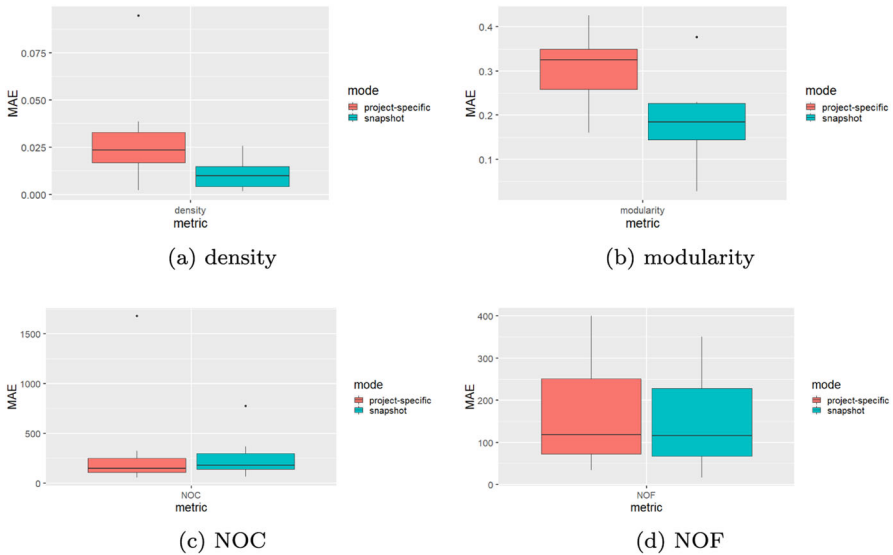 MAE
0.075
0.050
0.025
0.000
density
metric
mode
project-specific
snapshot
(a) density
MAE
0.4
0.3
0.2
0.1
modularity
metric
mode
project-specific
snapshot
(b) modularity
MAE
1500
1000
500
0
NOC
metric
mode
project-specific
snapshot
(c) NOC
MAE
400
300
200
100
0
NOF
metric
mode
project-specific
snapshot
(d) NOF